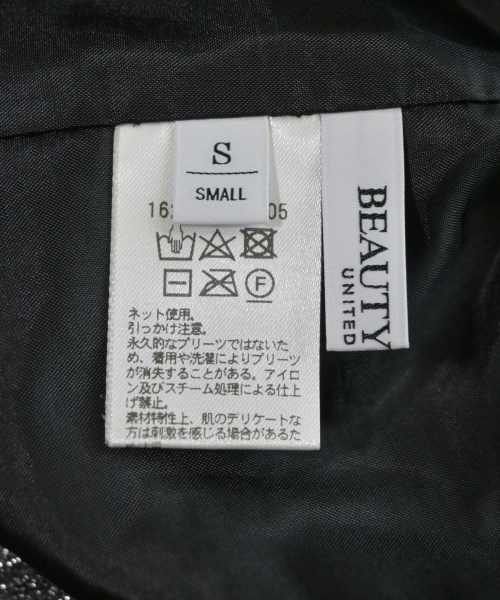 S
SMALL
16
05
BEAUTY
UNITED
F
ネット使用。
引っかけ注意。
永久的なプリーツではないた
め、着用や洗濯によりプリーツ
が消失することがある。アイロ
ン及びスチーム処理による仕上
げ禁止。
素材特性上、肌のデリケートな
方は刺激を感じる場合があるた